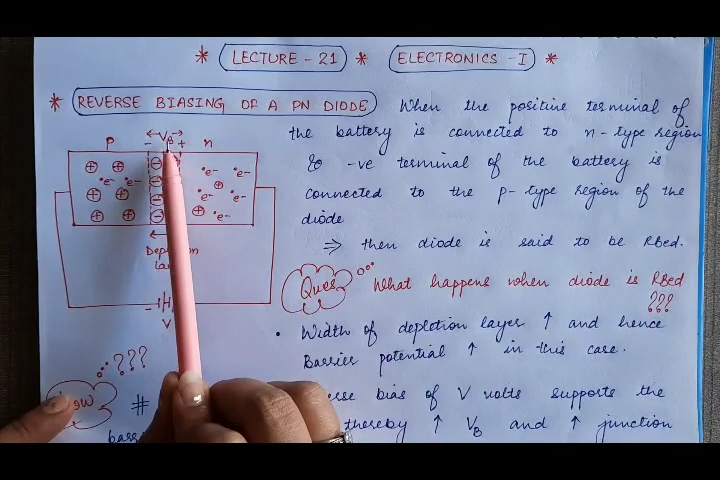 * LECTURE - 21 * ELECTRONICS - I *
* REVERSE BIASING OF A PN DIODE When the positive terminal of
the battery is connected to n-type region
& -ve terminal of the battery is
connected to the p-type region of the
diode
⇒ then diode is said to be RBed.
Ques What happens when diode is RBed
???
• Width of depletion layer ↑ and hence
Barrier potential ↑ in this case.
bias of V volts supports the
thereby ↑ VB and ↑ junction
P VB n
- +
+ + - e-
e- e- - + e-
+ + - e- e-
+ + - + e-
- V
???
#